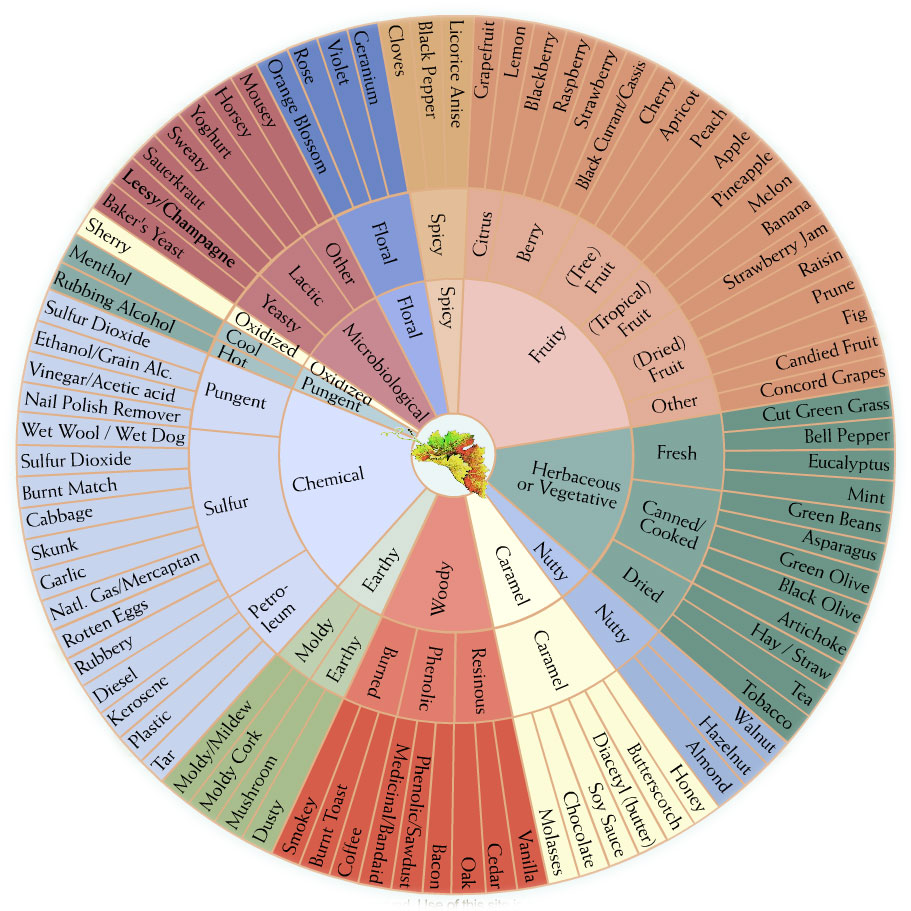 Fruity
Citrus
Grapefruit
Lemon
Berry
Blackberry
Raspberry
Strawberry
Black Currant/Cassis
(Tree)
Fruit
Cherry
Apricot
Peach
Apple
(Tropical)
Fruit
Pineapple
Melon
Banana
(Dried)
Fruit
Strawberry Jam
Raisin
Prune
Fig
Other
Candied Fruit
Concord Grapes
Herbaceous
or Vegetative
Fresh
Cut Green Grass
Bell Pepper
Eucalyptus
Mint
Canned/
Cooked
Green Beans
Asparagus
Green Olive
Black Olive
Artichoke
Dried
Hay / Straw
Tea
Tobacco
Nutty
Nutty
Walnut
Hazelnut
Almond
Caramel
Caramel
Honey
Butterscotch
Diacetyl (butter)
Soy Sauce
Chocolate
Molasses
Woody
Resinous
Vanilla
Cedar
Oak
Phenolic
Bacon
Phenolic/Sawdust
Medicinal/Bandaid
Burned
Coffee
Burnt Toast
Smokey
Earthy
Earthy
Dusty
Mushroom
Moldy
Moldy Cork
Moldy/Mildew
Chemical
Petro-
leum
Tar
Plastic
Kerosene
Diesel
Sulfur
Rubbery
Rotten Eggs
Natl. Gas/Mercaptan
Garlic
Skunk
Cabbage
Burnt Match
Sulfur Dioxide
Wet Wool / Wet Dog
Pungent
Nail Polish Remover
Vinegar/Acetic acid
Ethanol/Grain Alc.
Sulfur Dioxide
Pungent
Hot
Rubbing Alcohol
Cool
Menthol
Oxidized
Oxidized
Sherry
Microbiological
Yeasty
Baker's Yeast
Leesy/Champagne
Lactic
Sauerkraut
Sweaty
Yoghurt
Other
Horsey
Mousey
Floral
Floral
Orange Blossom
Rose
Violet
Geranium
Spicy
Spicy
Cloves
Black Pepper
Licorice Anise